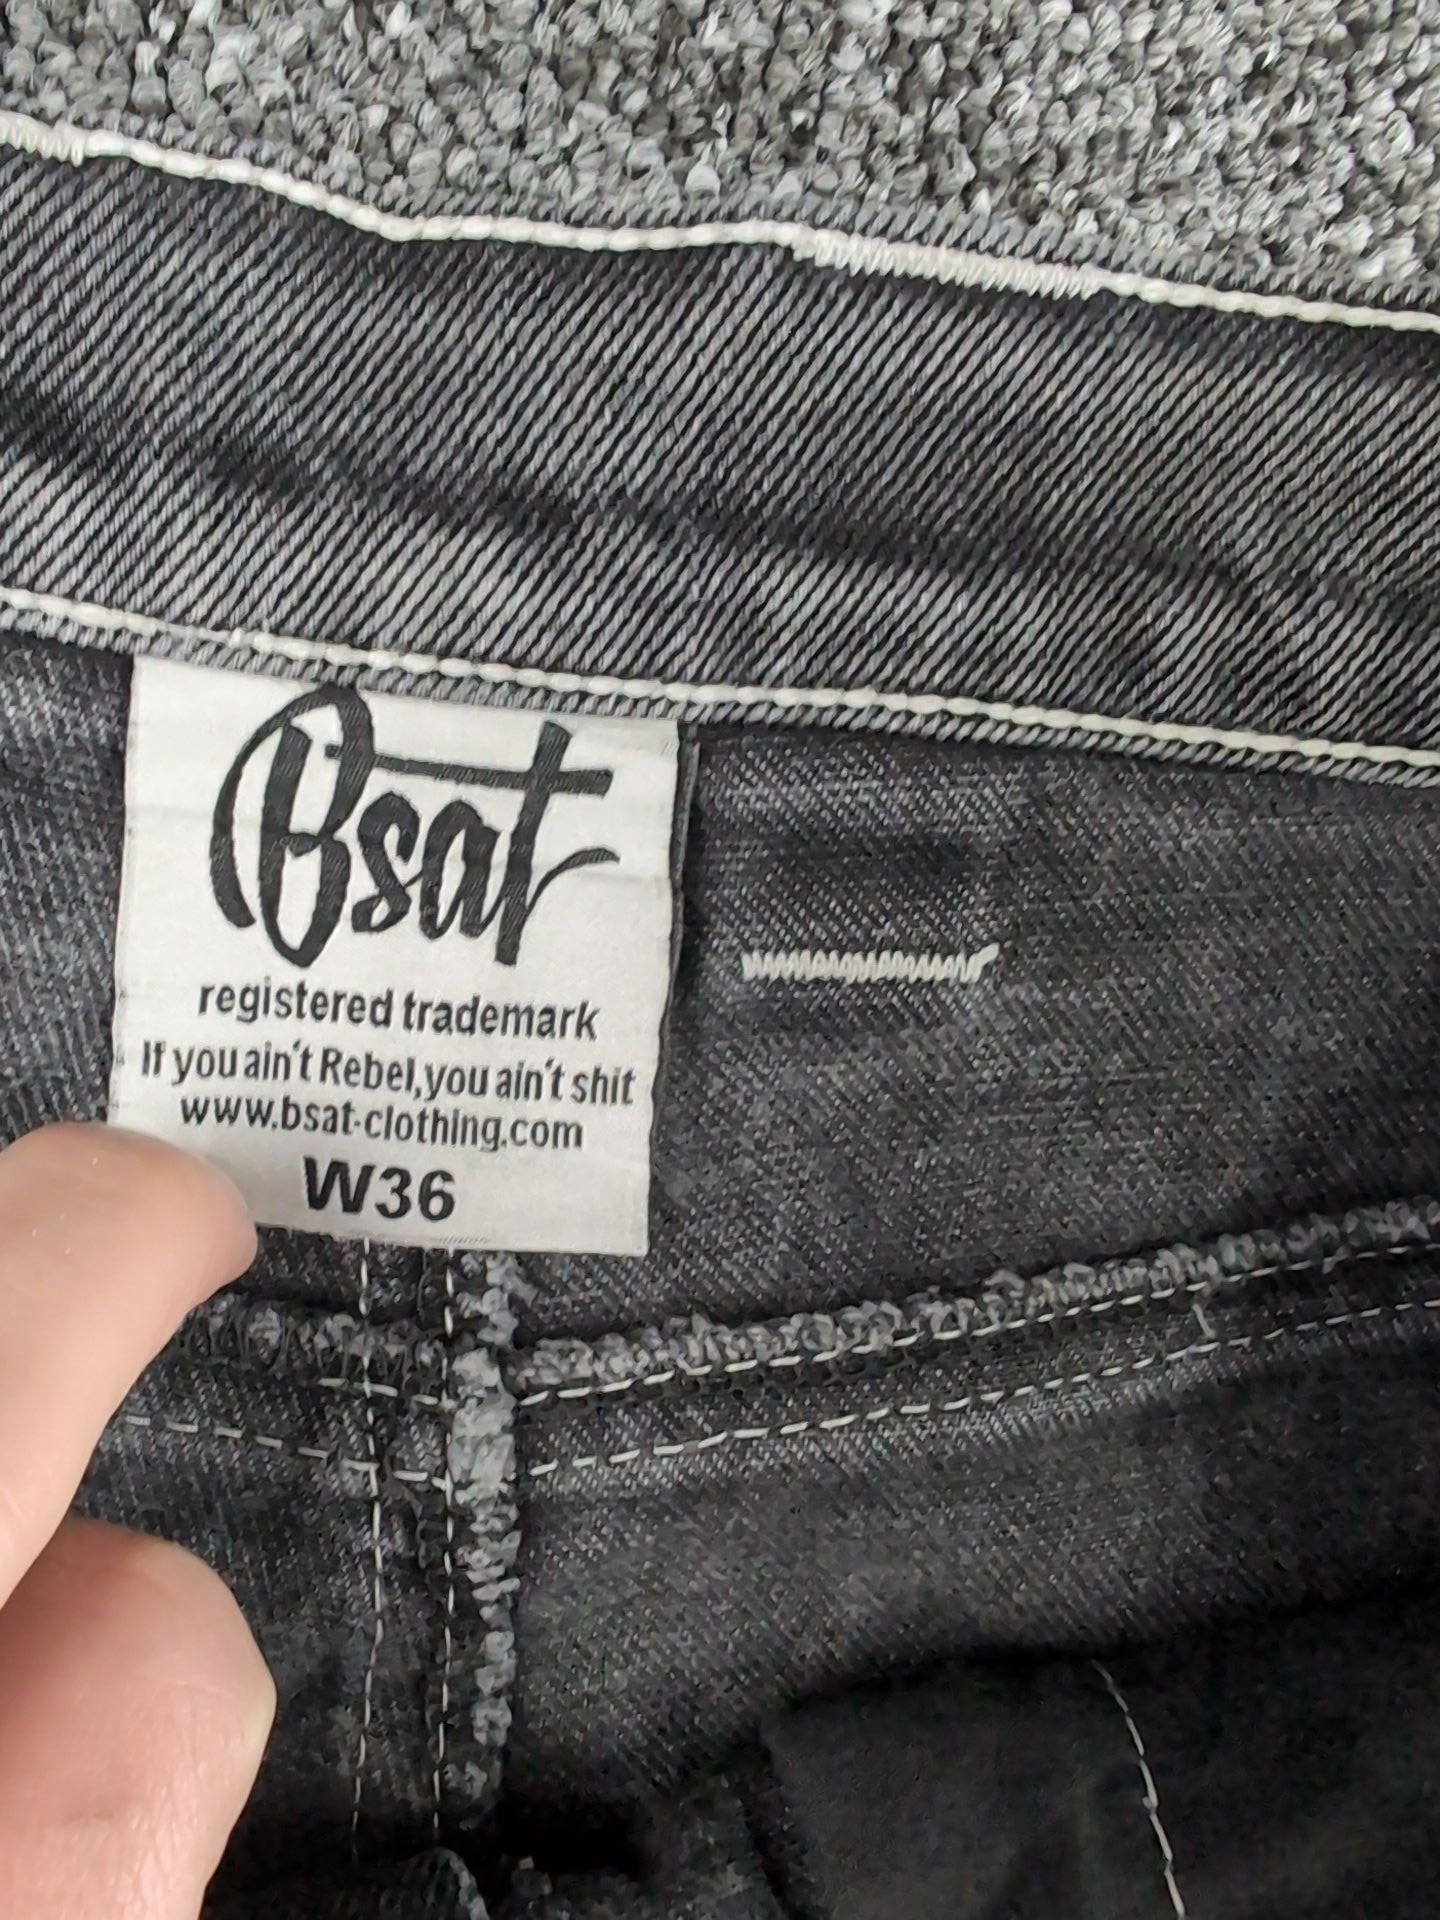 Bsat
registered trademark
If you ain't Rebel,you ain't shit
www.bsat-clothing.com
W36